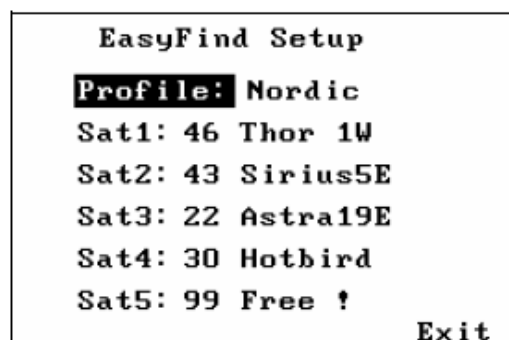 EasyFind Setup
Profile: Nordic
Sat1: 46 Thor 1W
Sat2: 43 Sirius5E
Sat3: 22 Astra19E
Sat4: 30 Hotbird
Sat5: 99 Free !
Exit